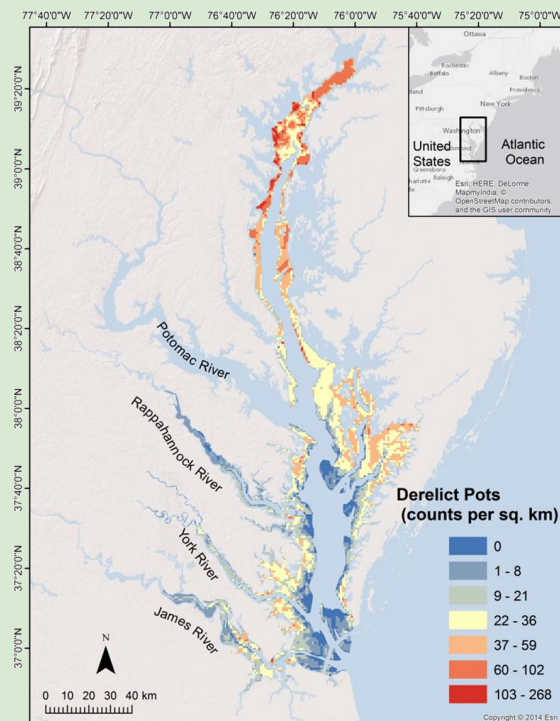 77°40'0"W
77°20'0"W
77°0'0"W
76°40'0"W
76°20'0"W
76°0'0"W
75°40'0"W
75°20'0"W
75°0'0"W
39°20'0"N
39°0'0"N
38°40'0"N
38°20'0"N
38°0'0"N
37°40'0"N
37°20'0"N
37°0'0"N
Ottawa
Rochester
Buffalo
Albany
Boston
Providence
Pittsburgh
New York
Washington
United
States
Atlantic
Ocean
Greensboro
Raleigh
Esri, HERE, DeLorme,
MapmyIndia, ©
OpenStreetMap contributors,
and the GIS user community
Potomac River
Rappahannock River
York River
James River
Derelict Pots
(counts per sq. km)
0
1 - 8
9 - 21
22 - 36
37 - 59
60 - 102
103 - 268
N
0 10 20 30 40 km
Copyright © 2014 Esri